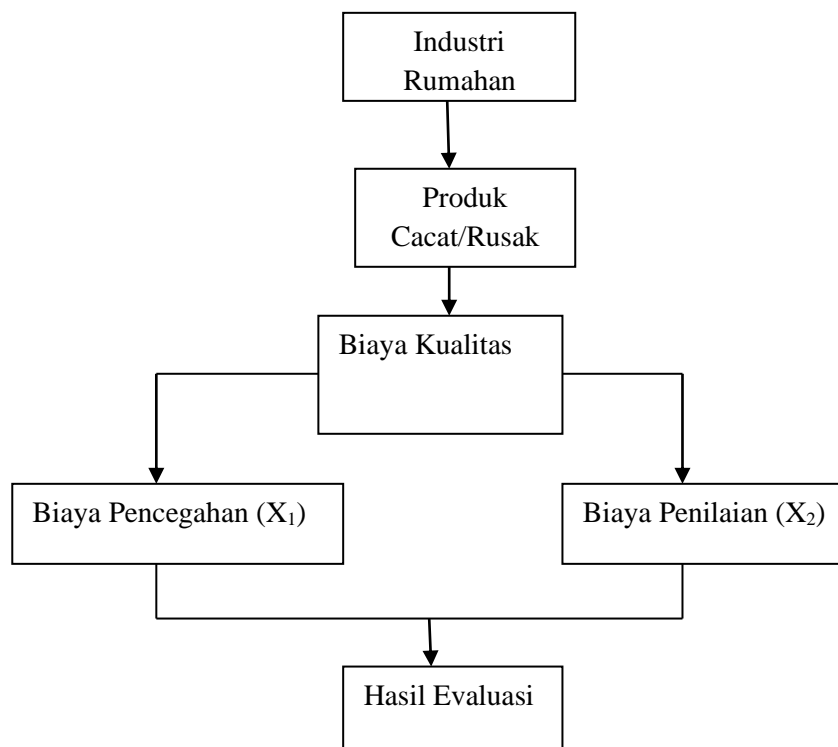 Industri
Rumahan
Produk
Cacat/Rusak
Biaya Kualitas
Biaya Pencegahan (X₁)
Biaya Penilaian (X₂)
Hasil Evaluasi